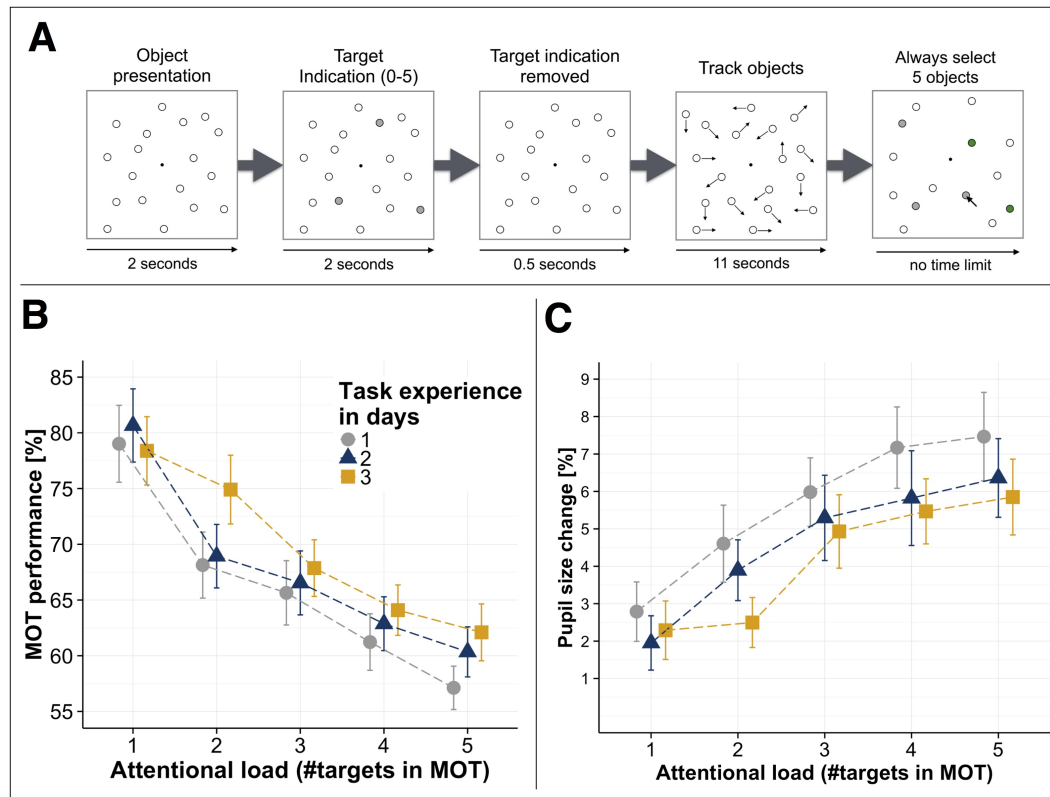 A
Object
presentation
Target
Indication (0-5)
Target indication
removed
Track objects
Always select
5 objects
2 seconds
2 seconds
0.5 seconds
11 seconds
no time limit
B
MOT performance [%]
85
80
75
70
65
60
55
Task experience
in days
1
2
3
1 2 3 4 5
Attentional load (#targets in MOT)
C
Pupil size change [%]
9
8
7
6
5
4
3
2
1
1 2 3 4 5
Attentional load (#targets in MOT)